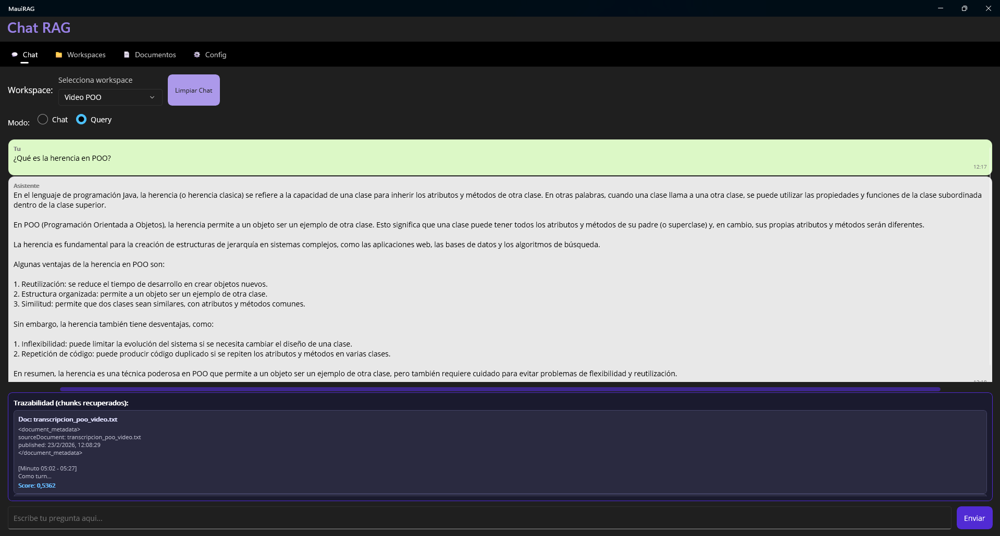 MauiRAG
Chat RAG
Chat
Workspaces
Documentos
Config
Workspace:
Selecciona workspace
Video POO
Limpiar Chat
Modo:
Chat
Query
Tu
¿Qué es la herencia en POO?
12:17
Asistente
En el lenguaje de programación Java, la herencia (o herencia clasica) se refiere a la capacidad de una clase para inherir los atributos y métodos de otra clase. En otras palabras, cuando una clase llama a una otra clase, se puede utilizar las propiedades y funciones de la clase subordinada
dentro de la clase superior.
En POO (Programación Orientada a Objetos), la herencia permite a un objeto ser un ejemplo de otra clase. Esto significa que una clase puede tener todos los atributos y métodos de su padre (o superclase) y, en cambio, sus propias atributos y métodos serán diferentes.
La herencia es fundamental para la creación de estructuras de jerarquía en sistemas complejos, como las aplicaciones web, las bases de datos y los algoritmos de búsqueda.
Algunas ventajas de la herencia en POO son:
1. Reutilización: se reduce el tiempo de desarrollo en crear objetos nuevos.
2. Estructura organizada: permite a un objeto ser un ejemplo de otra clase.
3. Similitud: permite que dos clases sean similares, con atributos y métodos comunes.
Sin embargo, la herencia también tiene desventajas, como:
1. Inflexibilidad: puede limitar la evolución del sistema si se necesita cambiar el diseño de una clase.
2. Repetición de código: puede producir código duplicado si se repiten los atributos y métodos en varias clases.
En resumen, la herencia es una técnica poderosa en POO que permite a un objeto ser un ejemplo de otra clase, pero también requiere cuidado para evitar problemas de flexibilidad y reutilización.
Trazabilidad (chunks recuperados):
Doc: transcripcion_poo_video.txt
<document_metadata>
sourceDocument: transcripcion_poo_video.txt
published: 23/2/2026, 12:08:29
</document_metadata>
[Minuto 05:02 - 05:27]
Como turn...
Score: 0,5362
Escribe tu pregunta aqui...
Enviar